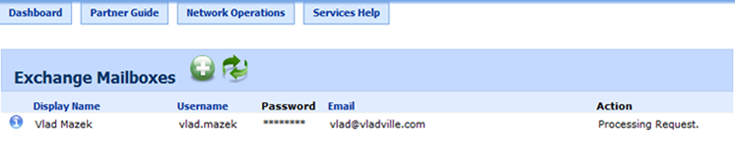 Dashboard Partner Guide Network Operations Services Help
Exchange Mailboxes
Display Name Username Password Email Action
Vlad Mazek vlad.mazek ******** vlad@vladville.com Processing Request.